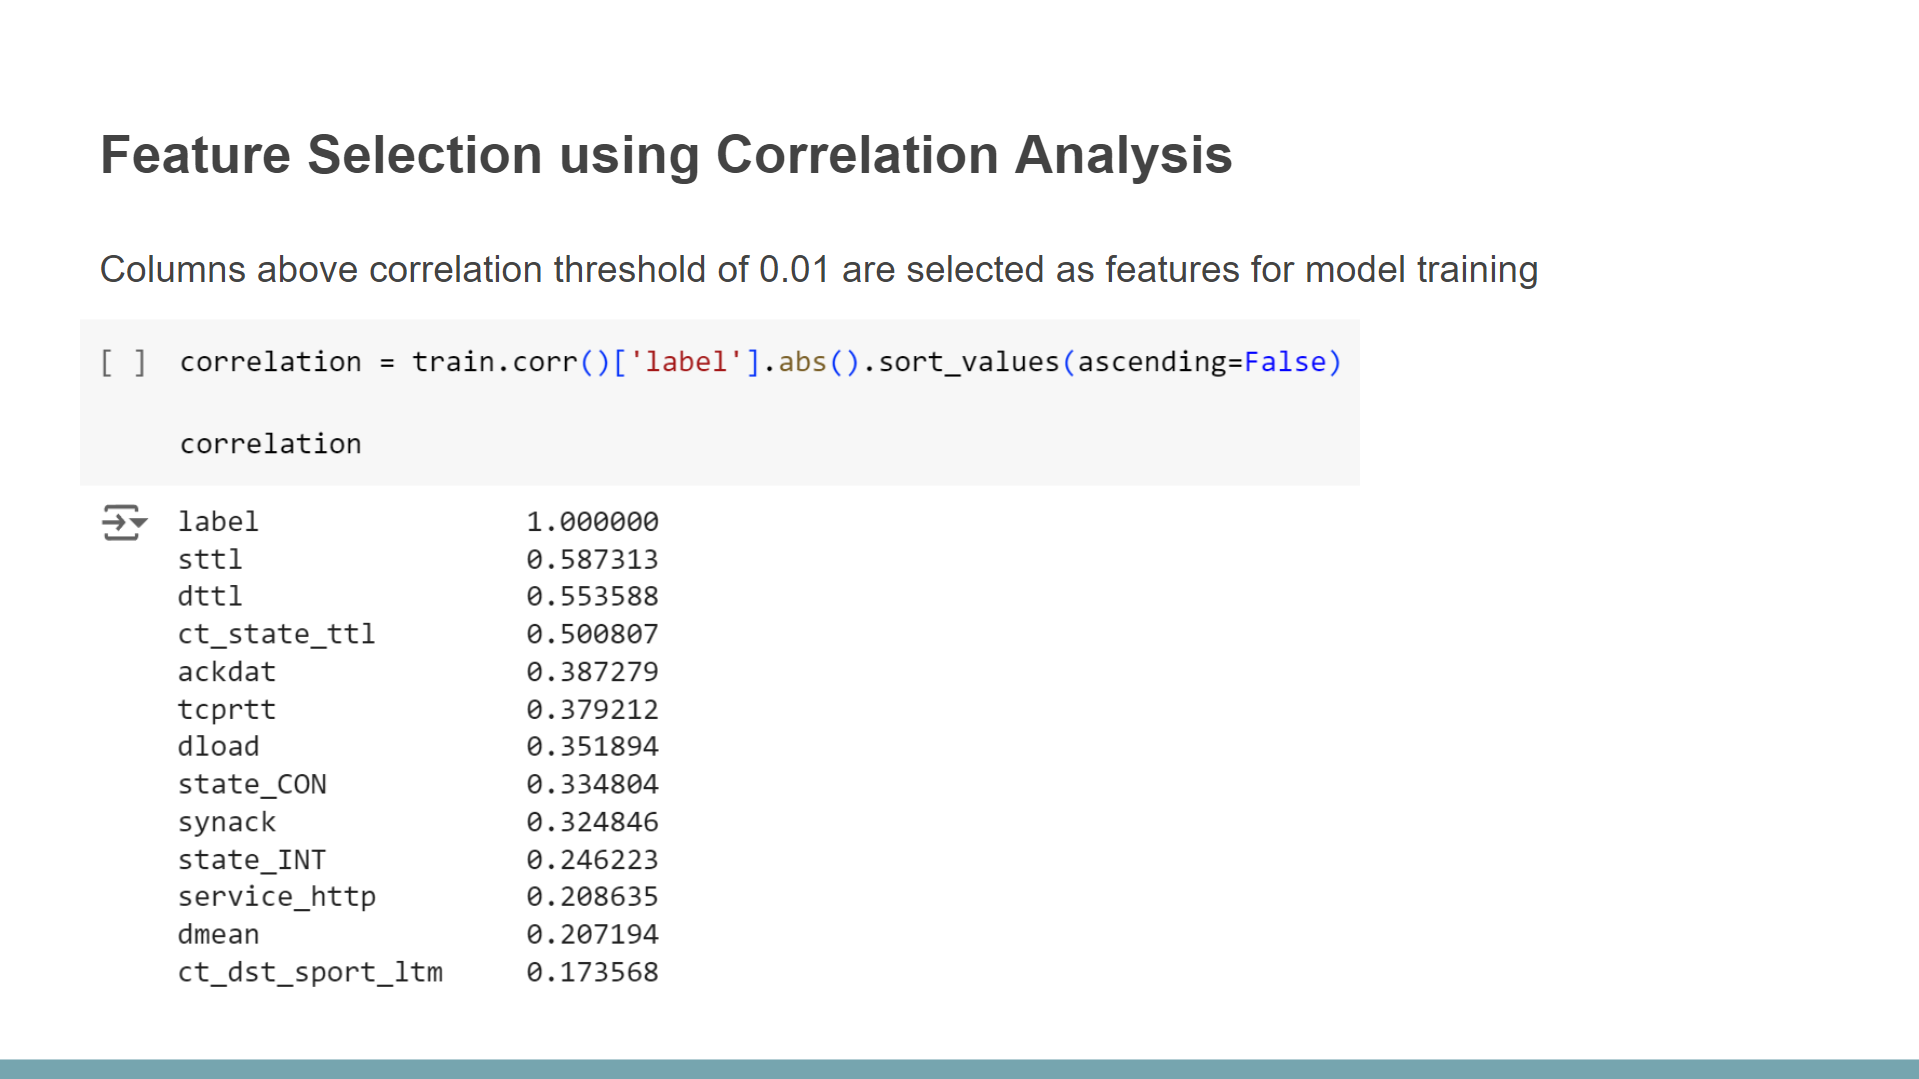 Feature Selection using Correlation Analysis
Columns above correlation threshold of 0.01 are selected as features for model training
[ ] correlation = train.corr()['label'].abs().sort_values(ascending=False)
correlation
label 1.000000
sttl 0.587313
dttl 0.553588
ct_state_ttl 0.500807
ackdat 0.387279
tcprtt 0.379212
dload 0.351894
state_CON 0.334804
synack 0.324846
state_INT 0.246223
service_http 0.208635
dmean 0.207194
ct_dst_sport_ltm 0.173568